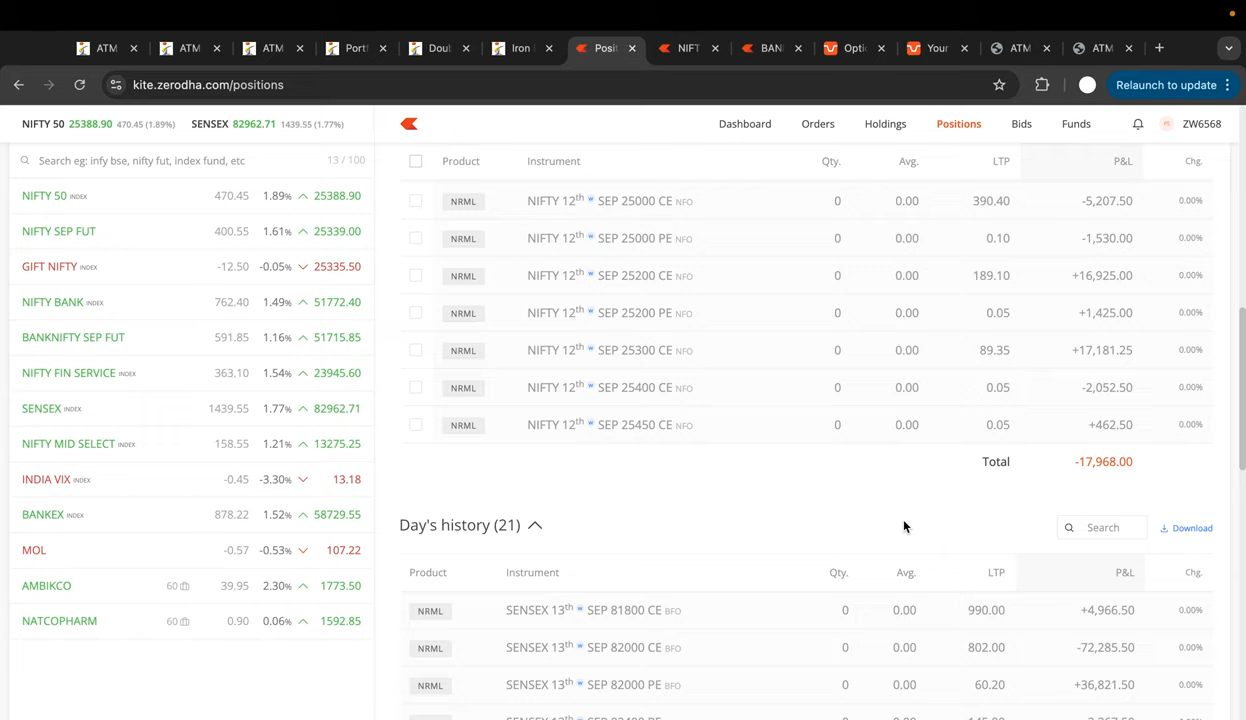 ATM
ATM
ATM
Portf
Doub
Iron
Posit
NIFT
BANI
Optic
Your
ATM
ATM
kite.zerodha.com/positions
Relaunch to update
NIFTY 50 25388.90 470.45 (1.89%) SENSEX 82962.71 1439.55 (1.77%)
Dashboard Orders Holdings Positions Bids Funds ZW6568
Search eg: infy bse, nifty fut, index fund, etc 13 / 100
NIFTY 50 INDEX 470.45 1.89% 25388.90
NIFTY SEP FUT 400.55 1.61% 25339.00
GIFT NIFTY INDEX -12.50 -0.05% 25335.50
NIFTY BANK INDEX 762.40 1.49% 51772.40
BANKNIFTY SEP FUT 591.85 1.16% 51715.85
NIFTY FIN SERVICE INDEX 363.10 1.54% 23945.60
SENSEX INDEX 1439.55 1.77% 82962.71
NIFTY MID SELECT INDEX 158.55 1.21% 13275.25
INDIA VIX INDEX -0.45 -3.30% 13.18
BANKEX INDEX 878.22 1.52% 58729.55
MOL -0.57 -0.53% 107.22
AMBIKCO 60 39.95 2.30% 1773.50
NATCOPHARM 60 0.90 0.06% 1592.85
Product Instrument Qty. Avg. LTP P&L Chg.
NRML NIFTY 12th w SEP 25000 CE NFO 0 0.00 390.40 -5,207.50 0.00%
NRML NIFTY 12th w SEP 25000 PE NFO 0 0.00 0.10 -1,530.00 0.00%
NRML NIFTY 12th w SEP 25200 CE NFO 0 0.00 189.10 +16,925.00 0.00%
NRML NIFTY 12th w SEP 25200 PE NFO 0 0.00 0.05 +1,425.00 0.00%
NRML NIFTY 12th w SEP 25300 CE NFO 0 0.00 89.35 +17,181.25 0.00%
NRML NIFTY 12th w SEP 25400 CE NFO 0 0.00 0.05 -2,052.50 0.00%
NRML NIFTY 12th w SEP 25450 CE NFO 0 0.00 0.05 +462.50 0.00%
Total -17,968.00
Day's history (21) Search Download
Product Instrument Qty. Avg. LTP P&L Chg.
NRML SENSEX 13th w SEP 81800 CE BFO 0 0.00 990.00 +4,966.50 0.00%
NRML SENSEX 13th w SEP 82000 CE BFO 0 0.00 802.00 -72,285.50 0.00%
NRML SENSEX 13th w SEP 82000 PE BFO 0 0.00 60.20 +36,821.50 0.00%